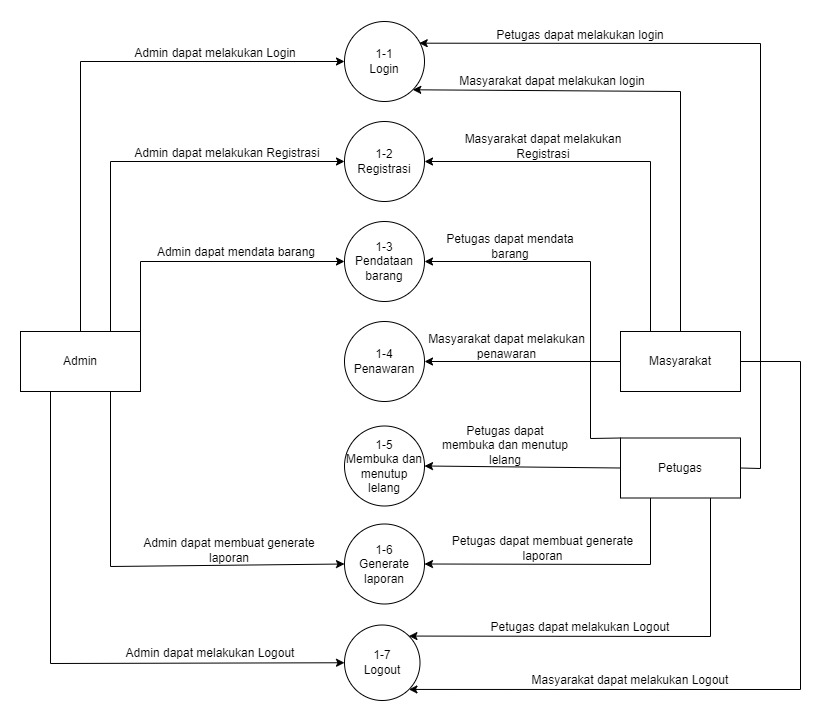 Petugas dapat melakukan login
Admin dapat melakukan Login
1-1
Login
Masyarakat dapat melakukan login
Admin dapat melakukan Registrasi
1-2
Registrasi
Masyarakat dapat melakukan
Registrasi
Admin dapat mendata barang
1-3
Pendataan
barang
Petugas dapat mendata
barang
Admin
1-4
Penawaran
Masyarakat dapat melakukan
penawaran
Masyarakat
1-5
Membuka dan
menutup
lelang
Petugas dapat
membuka dan menutup
lelang
Petugas
Admin dapat membuat generate
laporan
1-6
Generate
laporan
Petugas dapat membuat generate
laporan
Admin dapat melakukan Logout
1-7
Logout
Petugas dapat melakukan Logout
Masyarakat dapat melakukan Logout